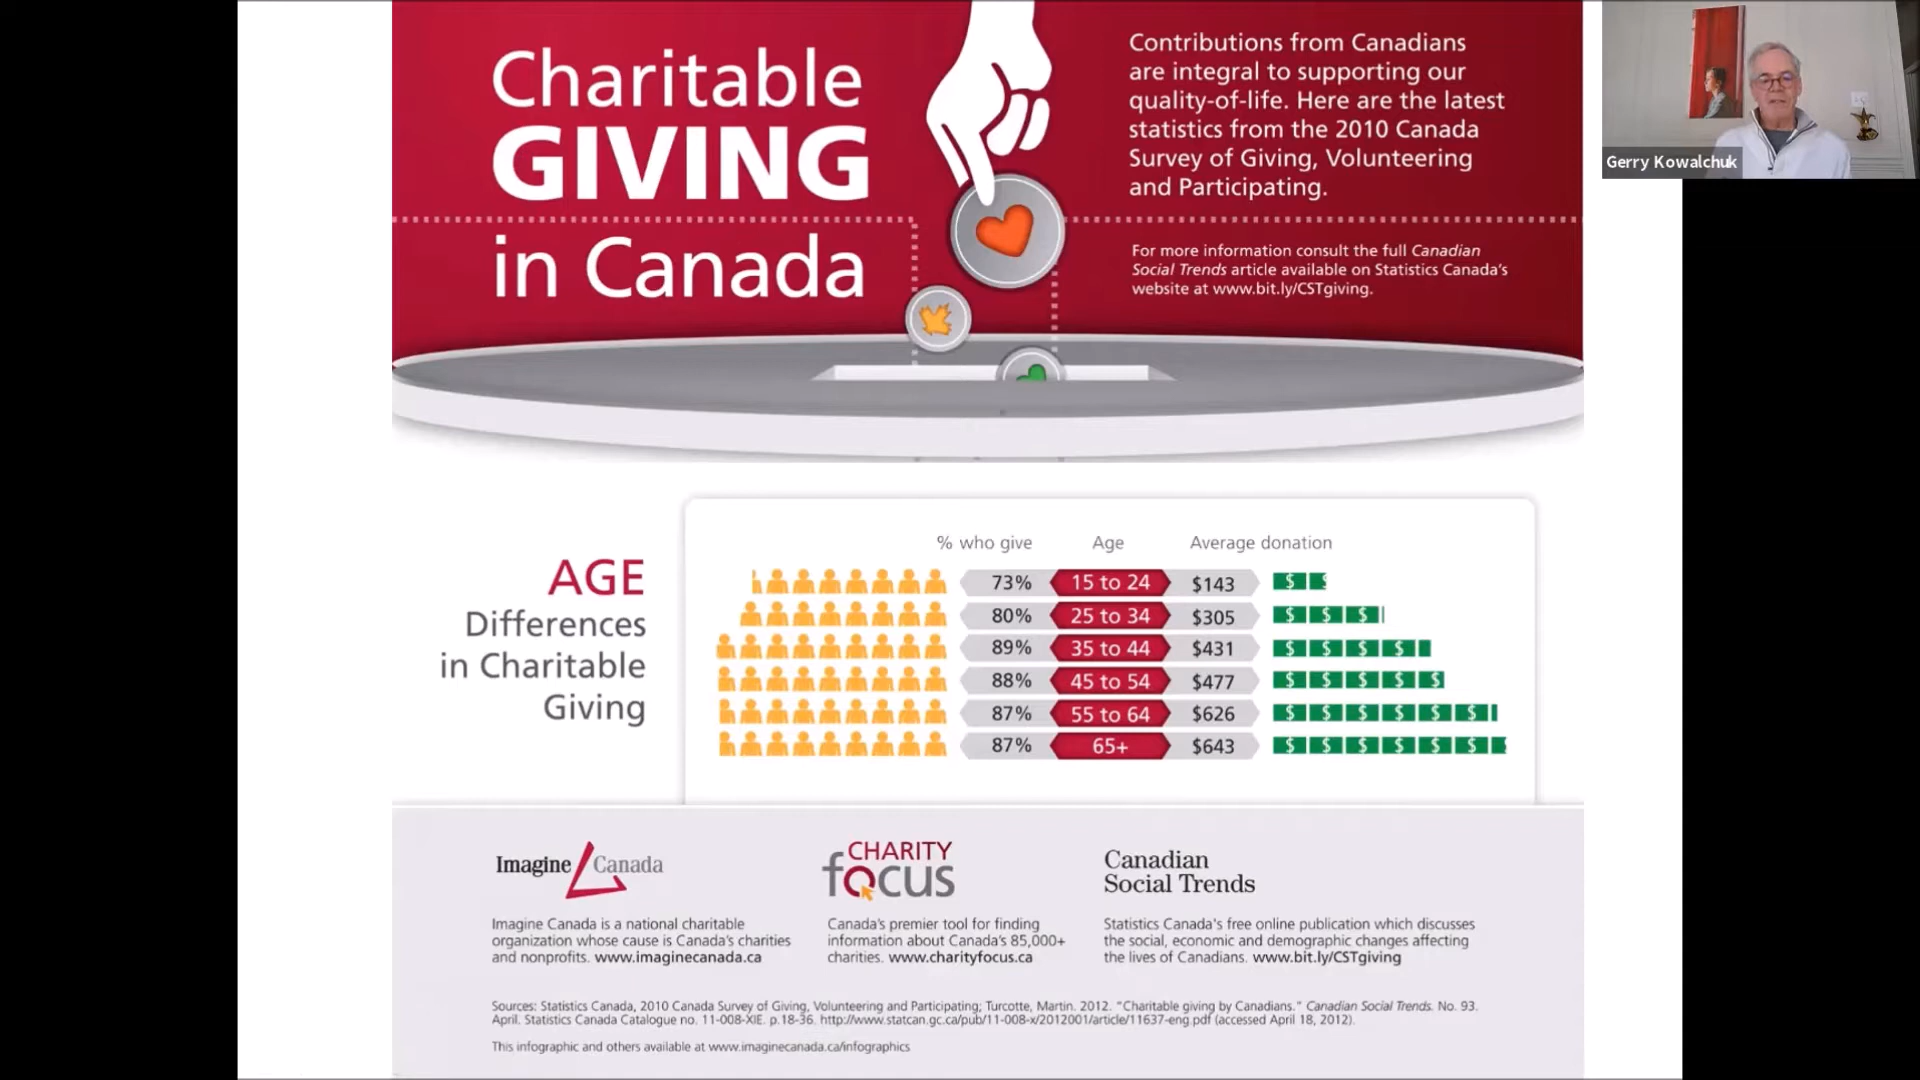 Charitable
GIVING
in Canada
Contributions from Canadians
are integral to supporting our
quality-of-life. Here are the latest
statistics from the 2010 Canada
Survey of Giving, Volunteering
and Participating.
For more information consult the full Canadian
Social Trends article available on Statistics Canada's
website at www.bit.ly/CSTgiving.
Gerry Kowalchuk
AGE
Differences
in Charitable
Giving
% who give Age Average donation
73% 15 to 24 $143 $ $
80% 25 to 34 $305 $ $ $
89% 35 to 44 $431 $ $ $ $
88% 45 to 54 $477 $ $ $ $ $
87% 55 to 64 $626 $ $ $ $ $ $
87% 65+ $643 $ $ $ $ $ $
Imagine Canada
Imagine Canada is a national charitable
organization whose cause is Canada's charities
and nonprofits. www.imaginecanada.ca
CHARITY
focus
Canada's premier tool for finding
information about Canada's 85,000+
charities. www.charityfocus.ca
Canadian
Social Trends
Statistics Canada's free online publication which discusses
the social, economic and demographic changes affecting
the lives of Canadians. www.bit.ly/CSTgiving
Sources: Statistics Canada, 2010 Canada Survey of Giving, Volunteering and Participating; Turcotte, Martin. 2012. "Charitable giving by Canadians." Canadian Social Trends. No. 93.
April. Statistics Canada Catalogue no. 11-008-XIE. p.18-36. http://www.statcan.gc.ca/pub/11-008-x/2012001/article/11637-eng.pdf (accessed April 18, 2012).
This infographic and others available at www.imaginecanada.ca/infographics